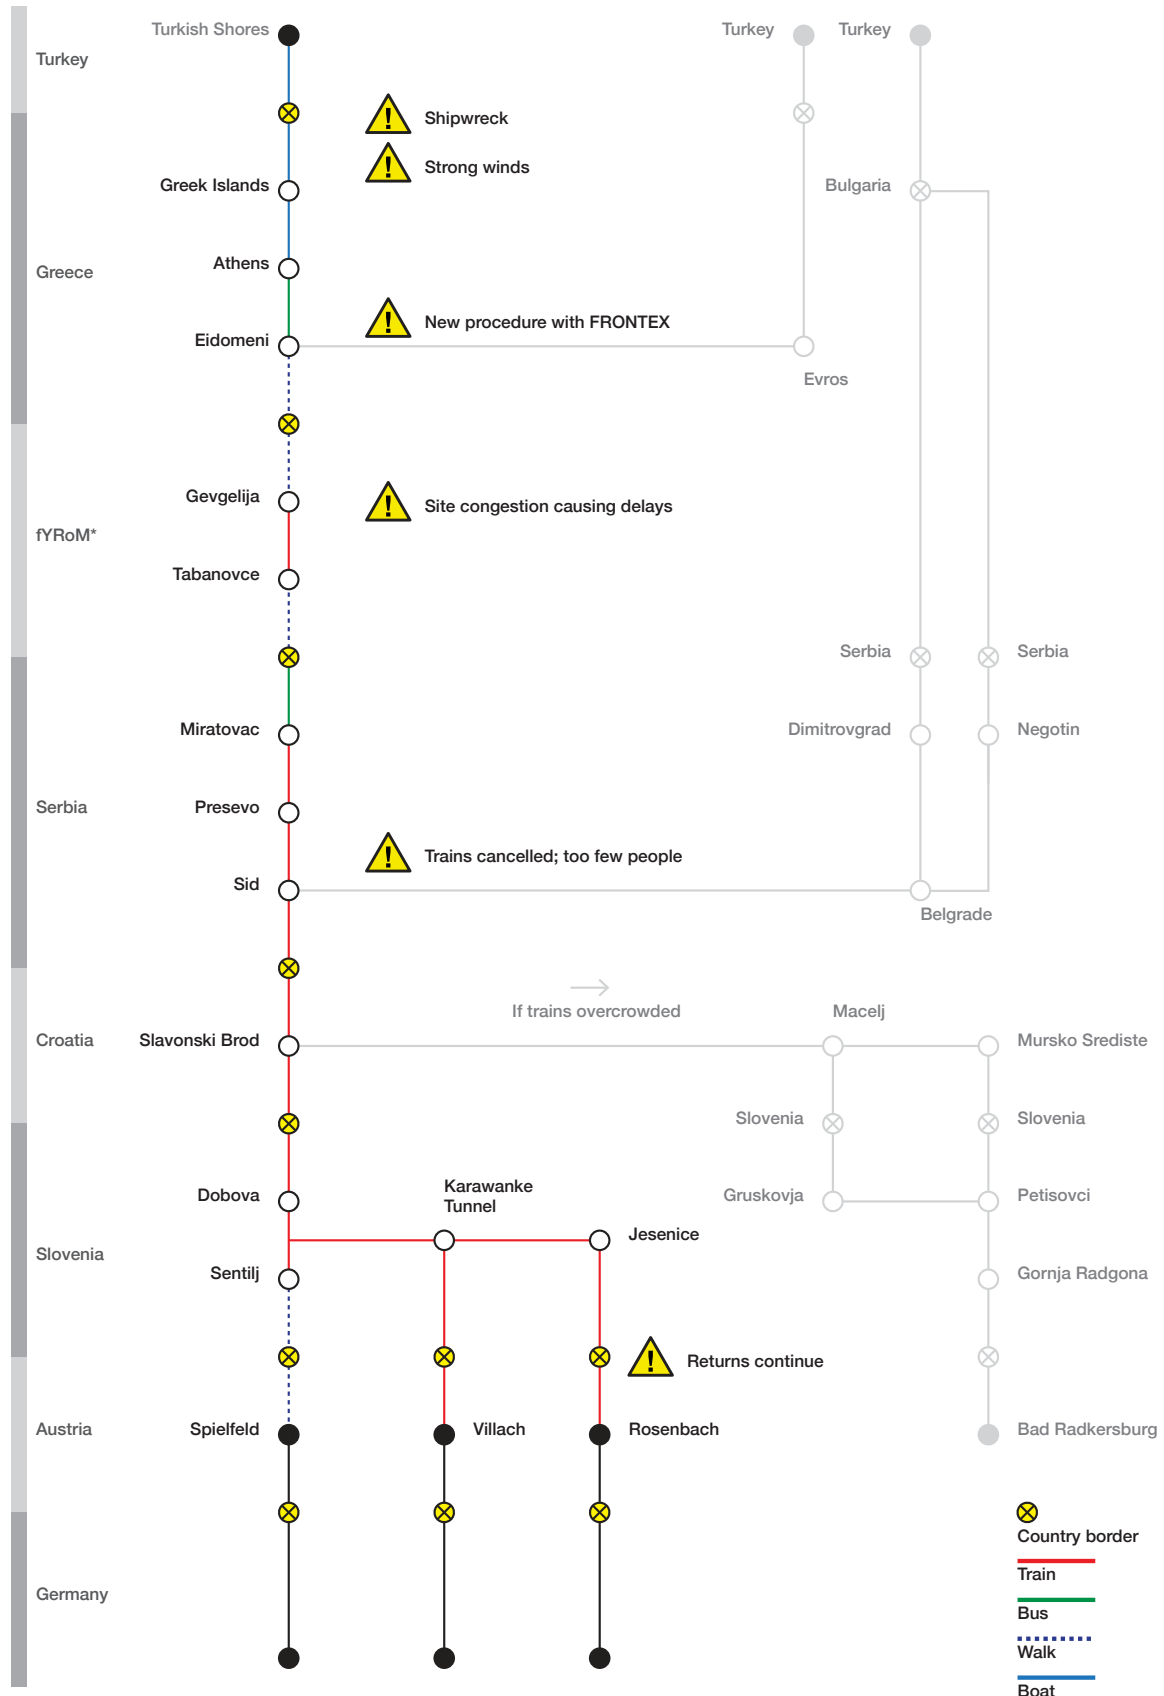 Turkish Shores
Turkey
Turkey
Turkey
Shipwreck
Strong winds
Greek Islands
Bulgaria
Athens
Greece
New procedure with FRONTEX
Eidomeni
Evros
Gevgelija
Site congestion causing delays
fYRoM*
Tabanovce
Serbia
Serbia
Miratovac
Dimitrovgrad
Negotin
Serbia
Presevo
Trains cancelled; too few people
Sid
Belgrade
If trains overcrowded
Macelj
Croatia
Slavonski Brod
Mursko Srediste
Slovenia
Slovenia
Karawanke
Tunnel
Dobova
Gruskovja
Petisovci
Jesenice
Slovenia
Sentilj
Gornja Radgona
Returns continue
Austria
Spielfeld
Villach
Rosenbach
Bad Radkersburg
Country border
Train
Germany
Bus
Walk
Boat